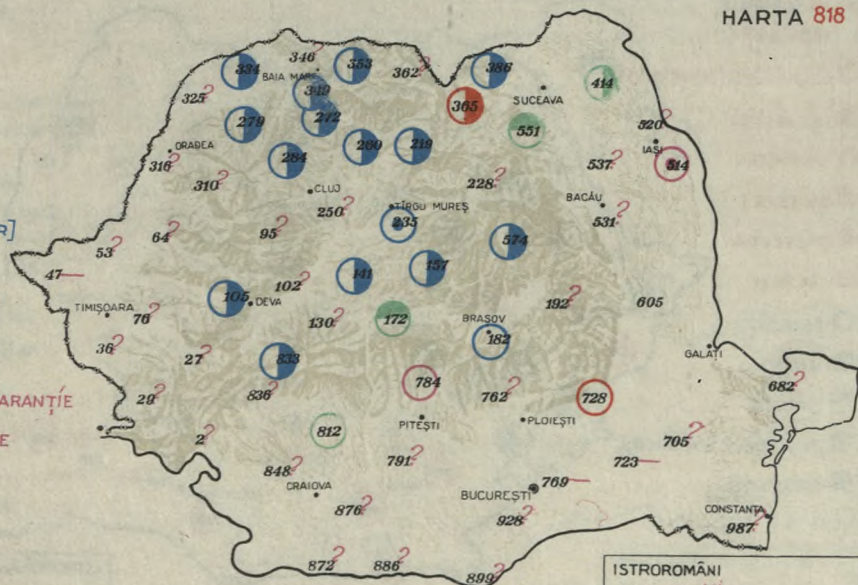 HARTA 818
346?
334
BAIA MARE
353
362?
386
414
325?
349
365
SUCEAVA
279
272
551
520?
ORADEA
IAȘI
316?
284
260
219
537?
514
310?
CLUJ
228?
BACĂU
250?
TÎRGU MUREȘ
531?
R]
64?
95?
235
574
53?
47—
141
157
102?
105
DEVA
192?
605
TIMIȘOARA
76?
130?
172
BRAȘOV
182
36?
GALAȚI
27?
833
29?
836?
784
762?
728
682?
ARANȚIE
PITEȘTI
PLOIEȘTI
E
2?
812
705?
848?
791?
723—
CRAIOVA
769—
BUCUREȘTI
876?
928?
CONSTANȚA
987?
872?
886?
899?
ISTROROMÂNI